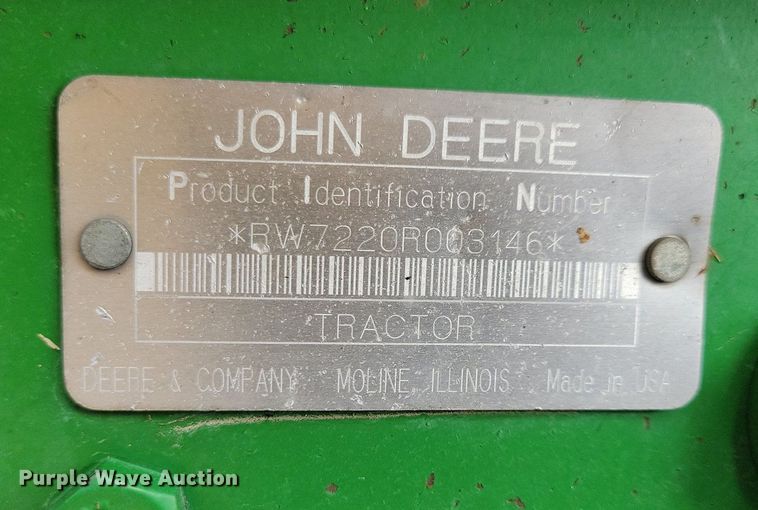 JOHN DEERE
Product Identification Number
*RW7220R003146*
TRACTOR
DEERE & COMPANY MOLINE, ILLINOIS Made in USA
Purple Wave Auction